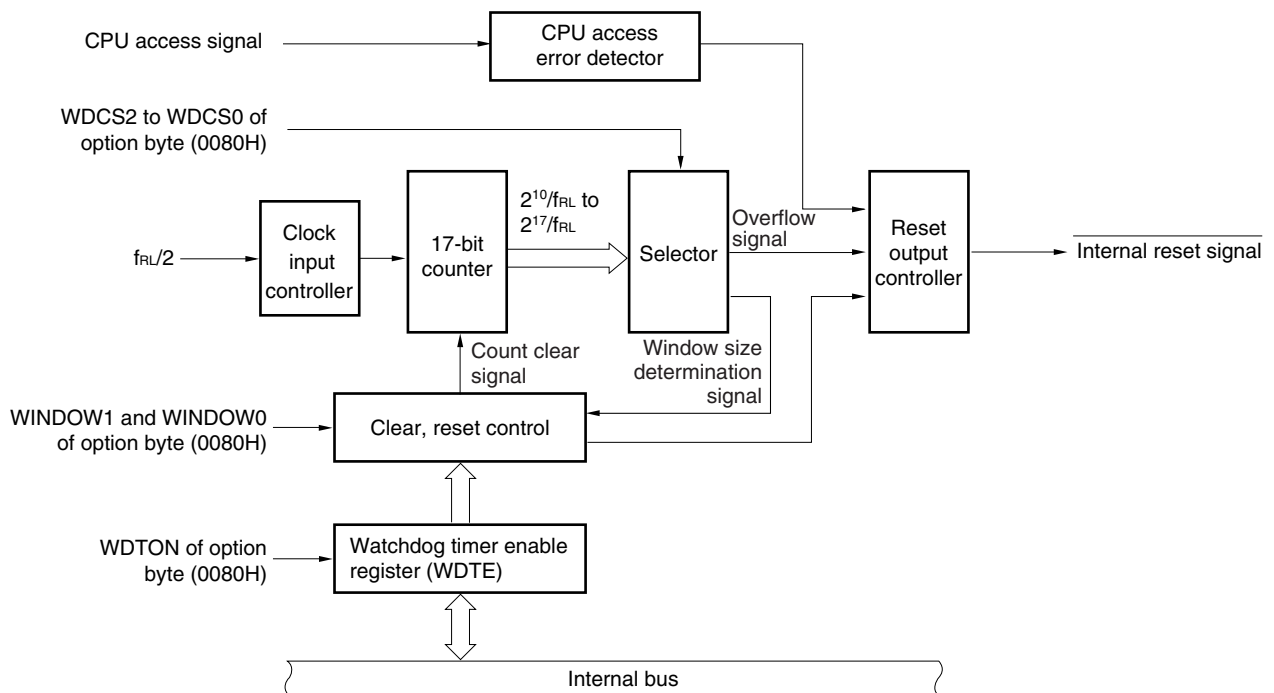 CPU access signal
CPU access
error detector
WDCS2 to WDCS0 of
option byte (0080H)
fRL/2
Clock
input
controller
17-bit
counter
2¹⁰/fRL to
2¹⁷/fRL
Selector
Overflow
signal
Reset
output
controller
Internal reset signal
Count clear
signal
Window size
determination
signal
WINDOW1 and WINDOW0
of option byte (0080H)
Clear, reset control
WDTON of option
byte (0080H)
Watchdog timer enable
register (WDTE)
Internal bus